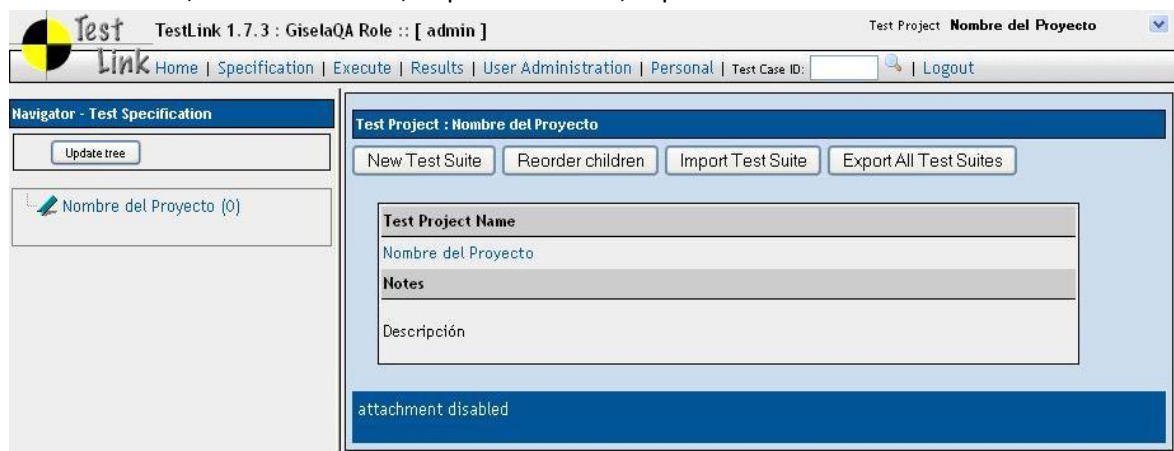 Test Link
TestLink 1.7.3 : GiselaQA Role :: [ admin ]
Test Project Nombre del Proyecto
Home | Specification | Execute | Results | User Administration | Personal | Test Case ID: | Logout
Navigator - Test Specification
Update tree
Nombre del Proyecto (0)
Test Project : Nombre del Proyecto
New Test Suite Reorder children Import Test Suite Export All Test Suites
Test Project Name
Nombre del Proyecto
Notes
Descripción
attachment disabled